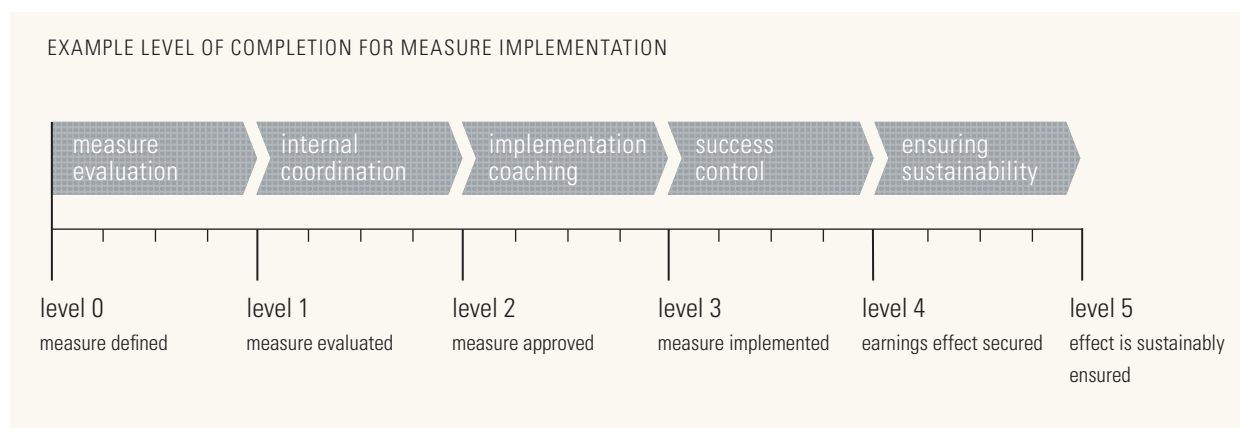 EXAMPLE LEVEL OF COMPLETION FOR MEASURE IMPLEMENTATION
measure
evaluation
internal
coordination
implementation
coaching
success
control
ensuring
sustainability
level 0
measure defined
level 1
measure evaluated
level 2
measure approved
level 3
measure implemented
level 4
earnings effect secured
level 5
effect is sustainably
ensured